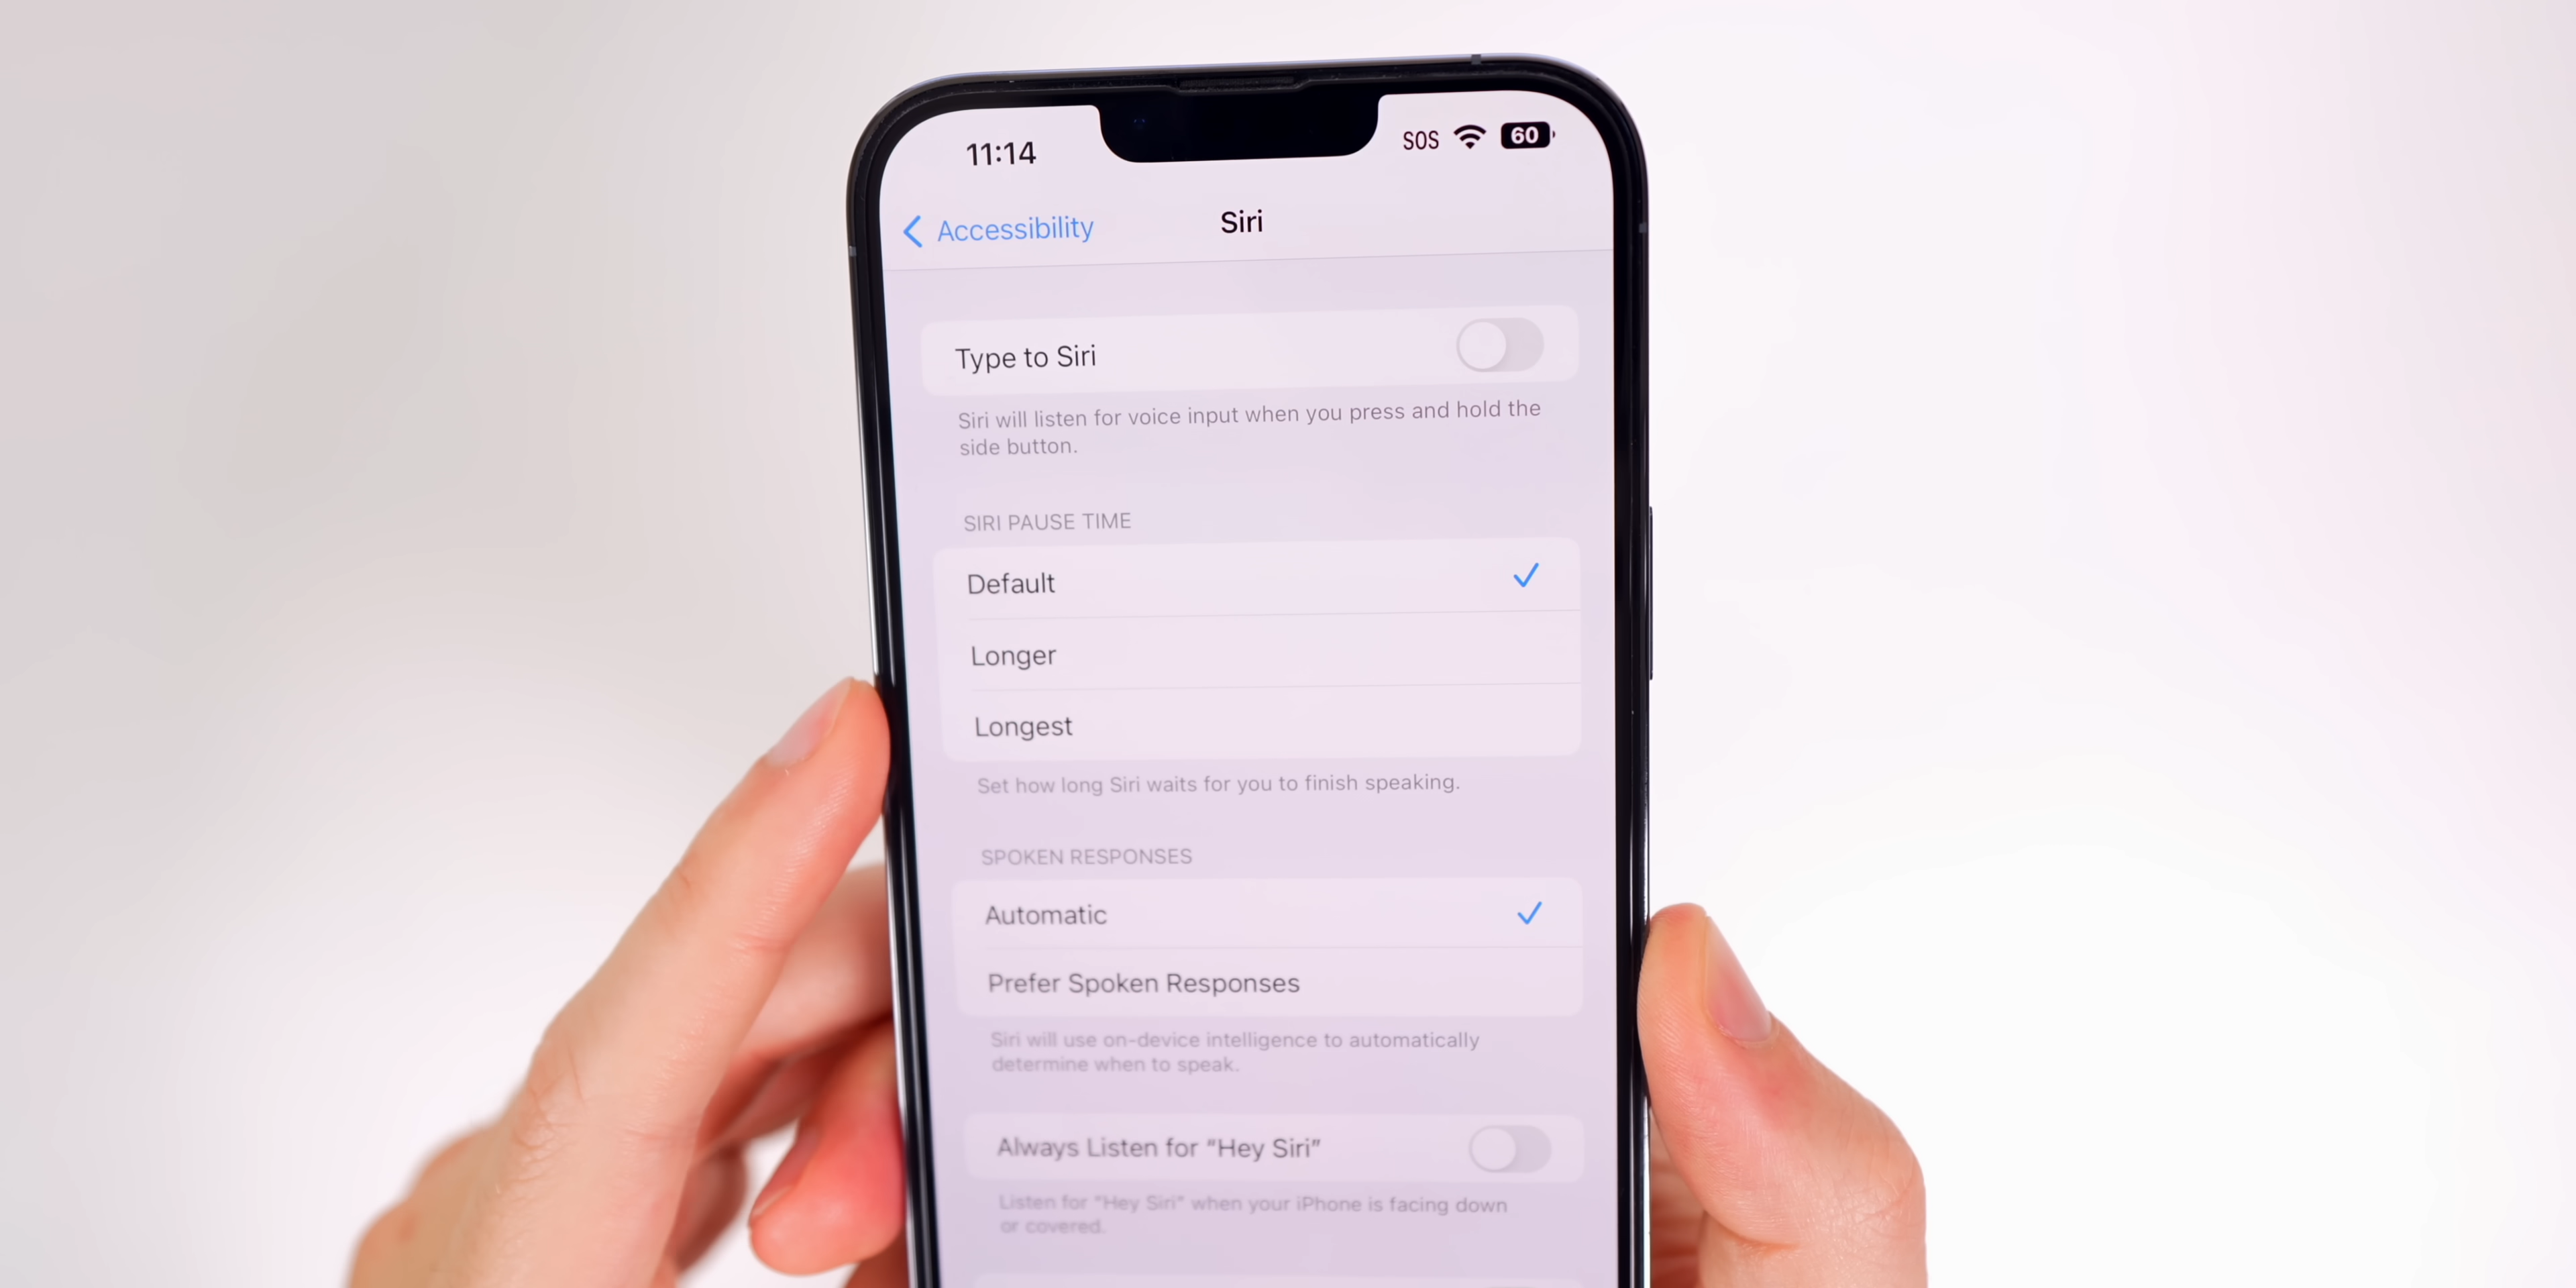 11:14
SOS
60
Accessibility
Siri
Type to Siri
Siri will listen for voice input when you press and hold the
side button.
SIRI PAUSE TIME
Default
Longer
Longest
Set how long Siri waits for you to finish speaking.
SPOKEN RESPONSES
Automatic
Prefer Spoken Responses
Siri will use on-device intelligence to automatically
determine when to speak.
Always Listen for “Hey Siri”
Listen for “Hey Siri” when your iPhone is facing down
or covered.